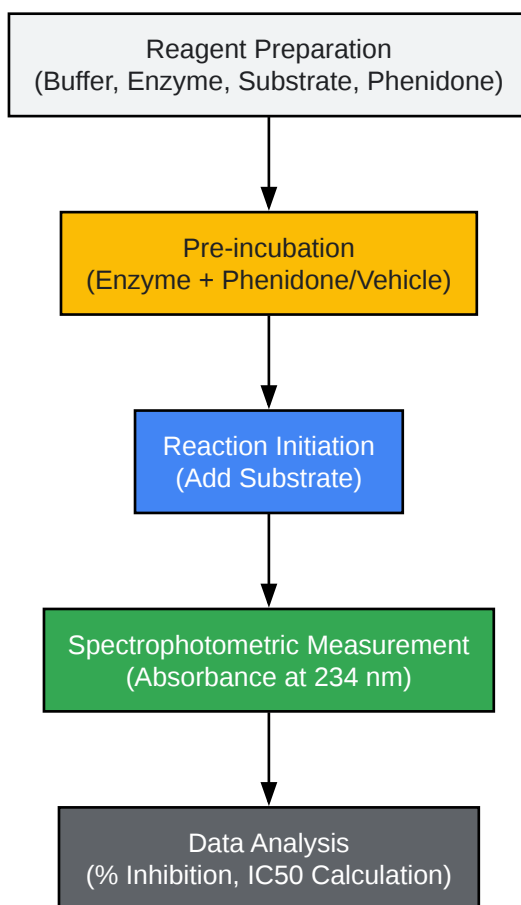 Reagent Preparation
(Buffer, Enzyme, Substrate, Phenidone)
Pre-incubation
(Enzyme + Phenidone/Vehicle)
Reaction Initiation
(Add Substrate)
Spectrophotometric Measurement
(Absorbance at 234 nm)
Data Analysis
(% Inhibition, IC50 Calculation)